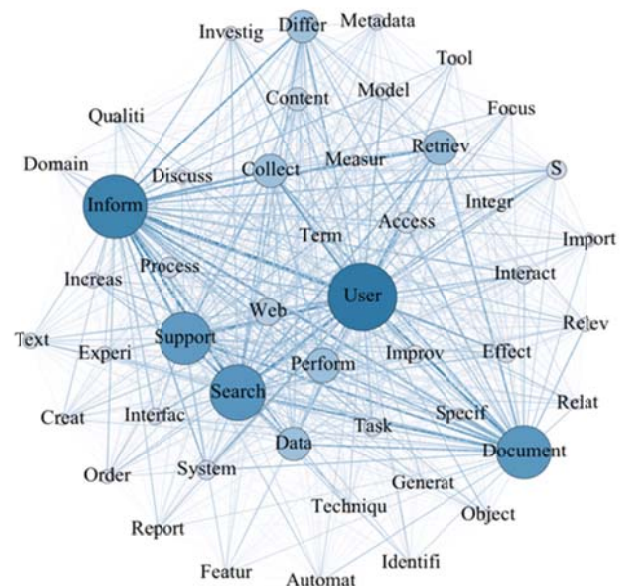 Differ
Metadata
Investig
Tool
Content
Model
Focus
Qualiti
Retriev
Measur
Domain
Discuss
Collect
S
Inform
Integr
Access
Term
Import
Process
Increas
Interact
User
Web
Relev
Text
Support
Experi
Improv
Effect
Perform
Search
Relat
Creat
Interfac
Specif
Task
Data
Document
Order
System
Generat
Techniqu
Object
Report
Identifi
Featur
Automat